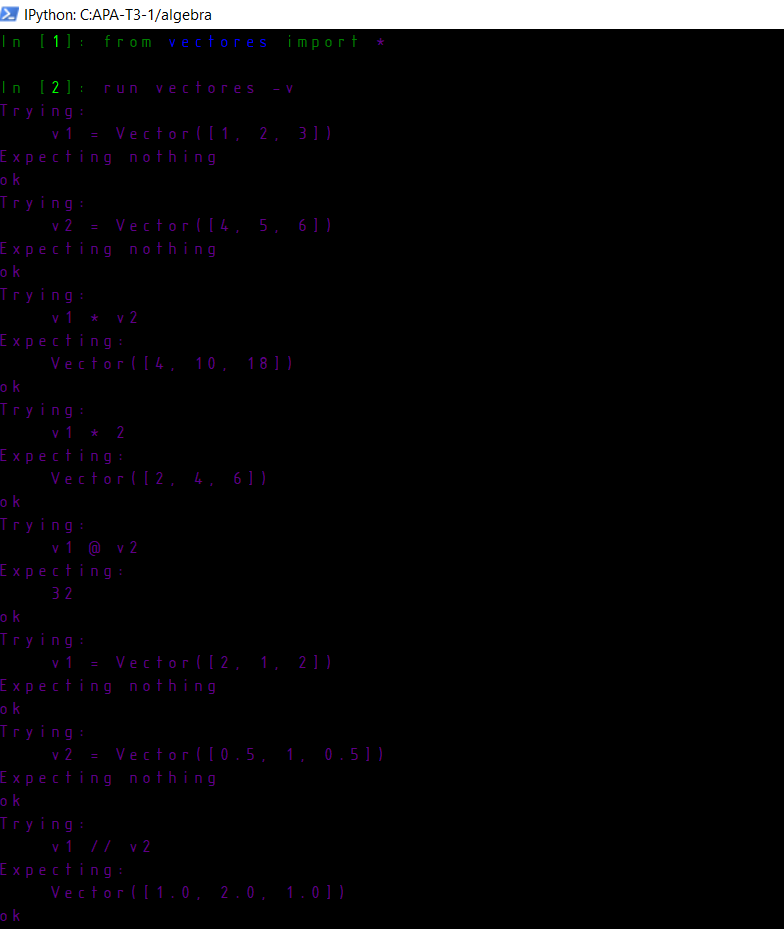 IPython: C:APA-T3-1/algebra
In [1]: from vectores import *
In [2]: run vectores -v
Trying:
    v1 = Vector([1, 2, 3])
Expecting nothing
ok
Trying:
    v2 = Vector([4, 5, 6])
Expecting nothing
ok
Trying:
    v1 * v2
Expecting:
    Vector([4, 10, 18])
ok
Trying:
    v1 * 2
Expecting:
    Vector([2, 4, 6])
ok
Trying:
    v1 @ v2
Expecting:
    32
ok
Trying:
    v1 = Vector([2, 1, 2])
Expecting nothing
ok
Trying:
    v2 = Vector([0.5, 1, 0.5])
Expecting nothing
ok
Trying:
    v1 // v2
Expecting:
    Vector([1.0, 2.0, 1.0])
ok